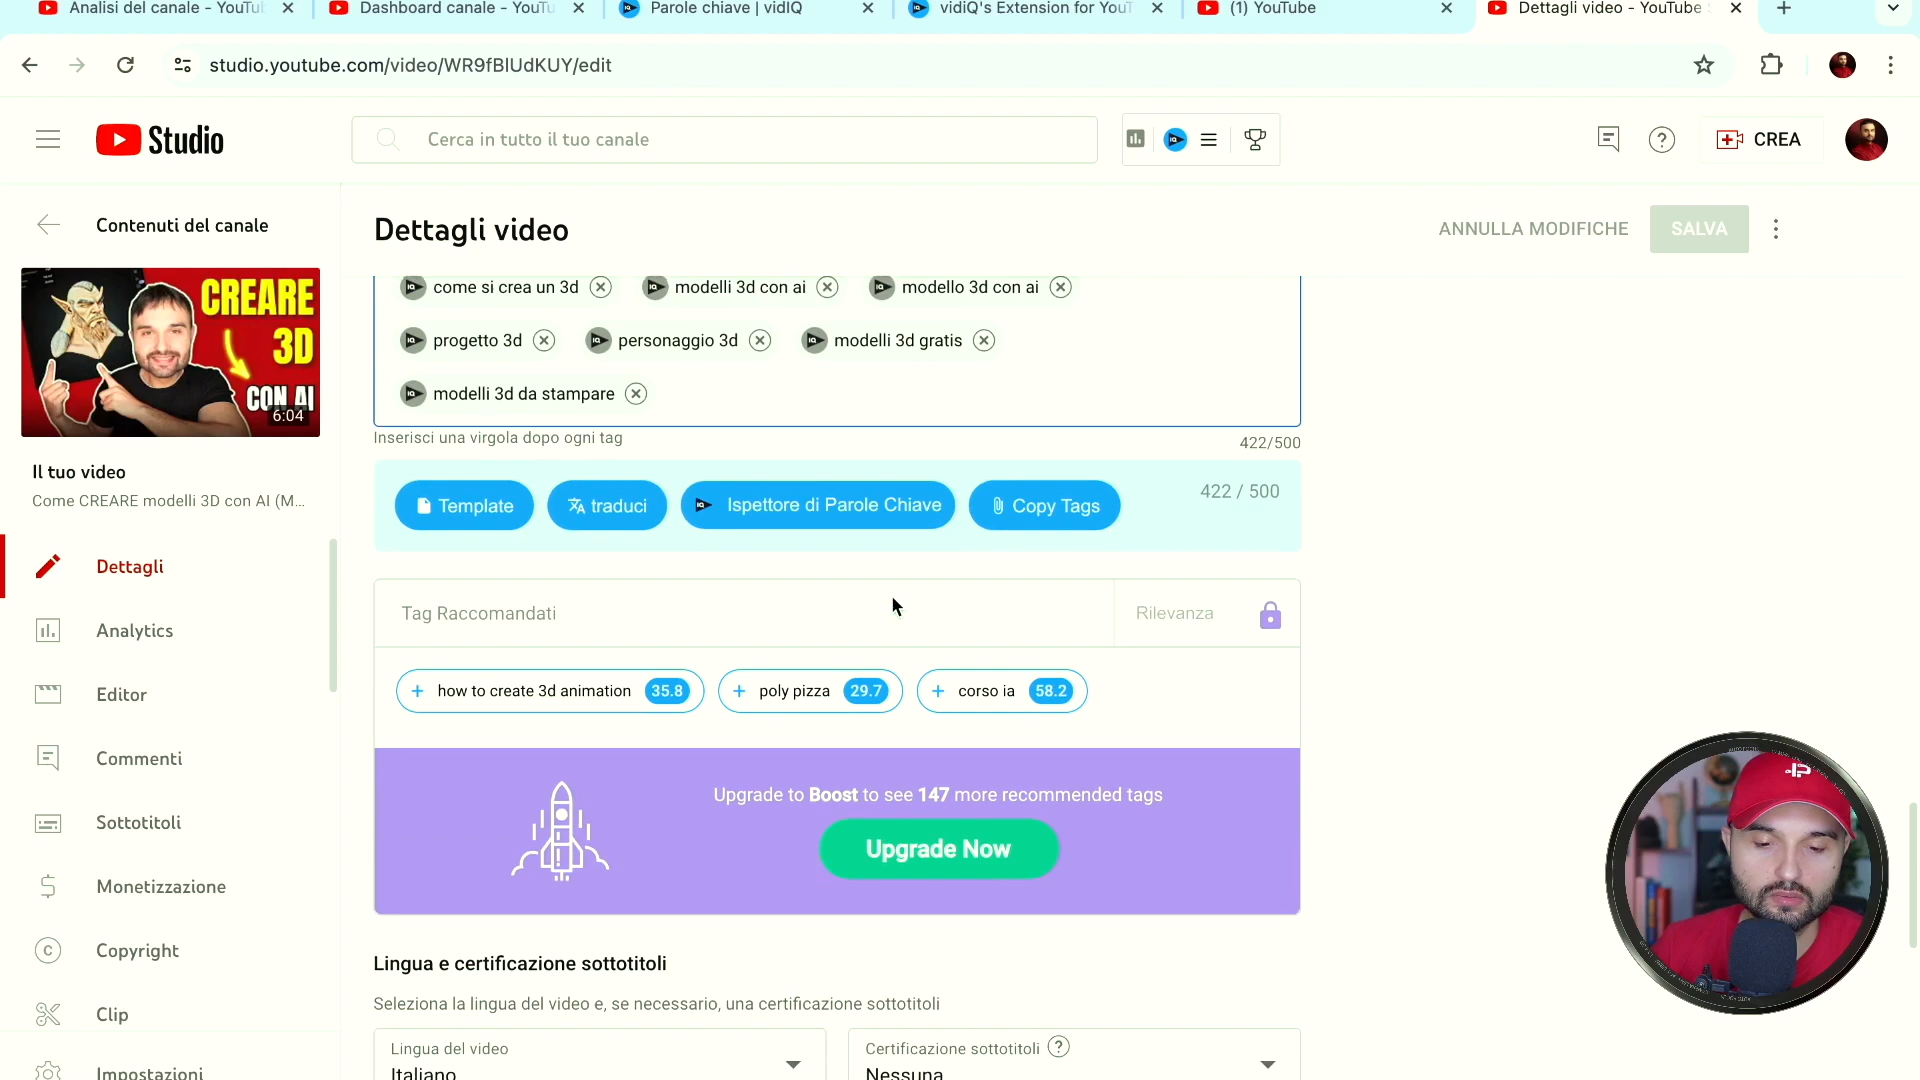 Analisi del canale - YouTu
Dashboard canale - YouTu
Parole chiave | vidIQ
vidiQ's Extension for YouT
(1) YouTube
Dettagli video - YouTube S
studio.youtube.com/video/WR9fBIUdKUY/edit
Studio
Cerca in tutto il tuo canale
CREA
Contenuti del canale
Dettagli video
ANNULLA MODIFICHE
SALVA
CREARE
3D
CON AI
6:04
Il tuo video
Come CREARE modelli 3D con AI (M...
Dettagli
Analytics
Editor
Commenti
Sottotitoli
Monetizzazione
Copyright
Clip
Impostazioni
come si crea un 3d
modelli 3d con ai
modello 3d con ai
progetto 3d
personaggio 3d
modelli 3d gratis
modelli 3d da stampare
Inserisci una virgola dopo ogni tag
422/500
Template
traduci
Ispettore di Parole Chiave
Copy Tags
422 / 500
Tag Raccomandati
Rilevanza
how to create 3d animation 35.8
poly pizza 29.7
corso ia 58.2
Upgrade to Boost to see 147 more recommended tags
Upgrade Now
Lingua e certificazione sottotitoli
Seleziona la lingua del video e, se necessario, una certificazione sottotitoli
Lingua del video
Italiano
Certificazione sottotitoli
Nessuna